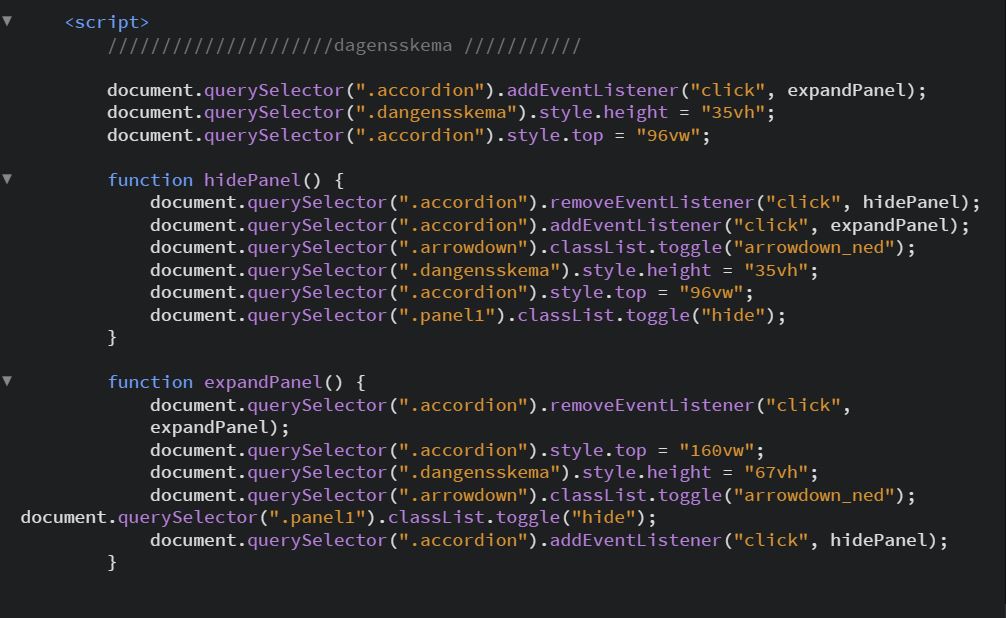 <script>
/////////////////////dagensskema ///////////
document.querySelector(".accordion").addEventListener("click", expandPanel);
document.querySelector(".dangensskema").style.height = "35vh";
document.querySelector(".accordion").style.top = "96vw";
function hidePanel() {
document.querySelector(".accordion").removeEventListener("click", hidePanel);
document.querySelector(".accordion").addEventListener("click", expandPanel);
document.querySelector(".arrowdown").classList.toggle("arrowdown_ned");
document.querySelector(".dangensskema").style.height = "35vh";
document.querySelector(".accordion").style.top = "96vw";
document.querySelector(".panel1").classList.toggle("hide");
}
function expandPanel() {
document.querySelector(".accordion").removeEventListener("click",
expandPanel);
document.querySelector(".accordion").style.top = "160vw";
document.querySelector(".dangensskema").style.height = "67vh";
document.querySelector(".arrowdown").classList.toggle("arrowdown_ned");
document.querySelector(".panel1").classList.toggle("hide");
document.querySelector(".accordion").addEventListener("click", hidePanel);
}